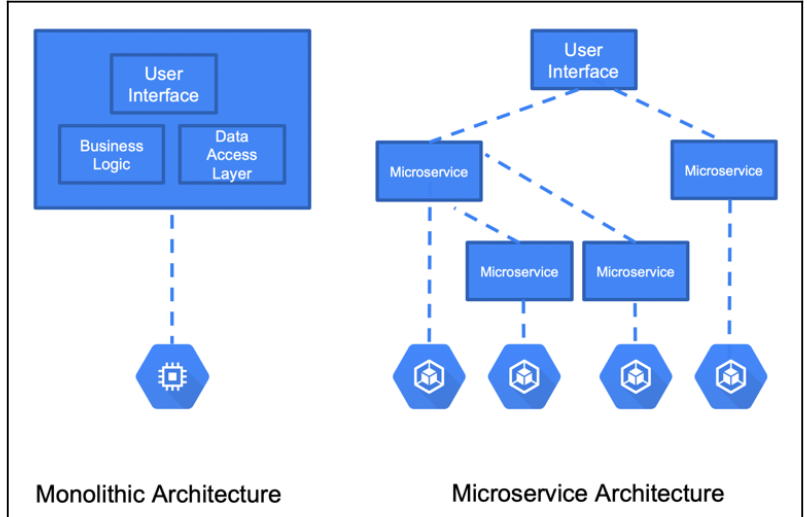 User
Interface
Business
Logic
Data
Access
Layer
Monolithic Architecture
User
Interface
Microservice
Microservice
Microservice
Microservice
Microservice Architecture